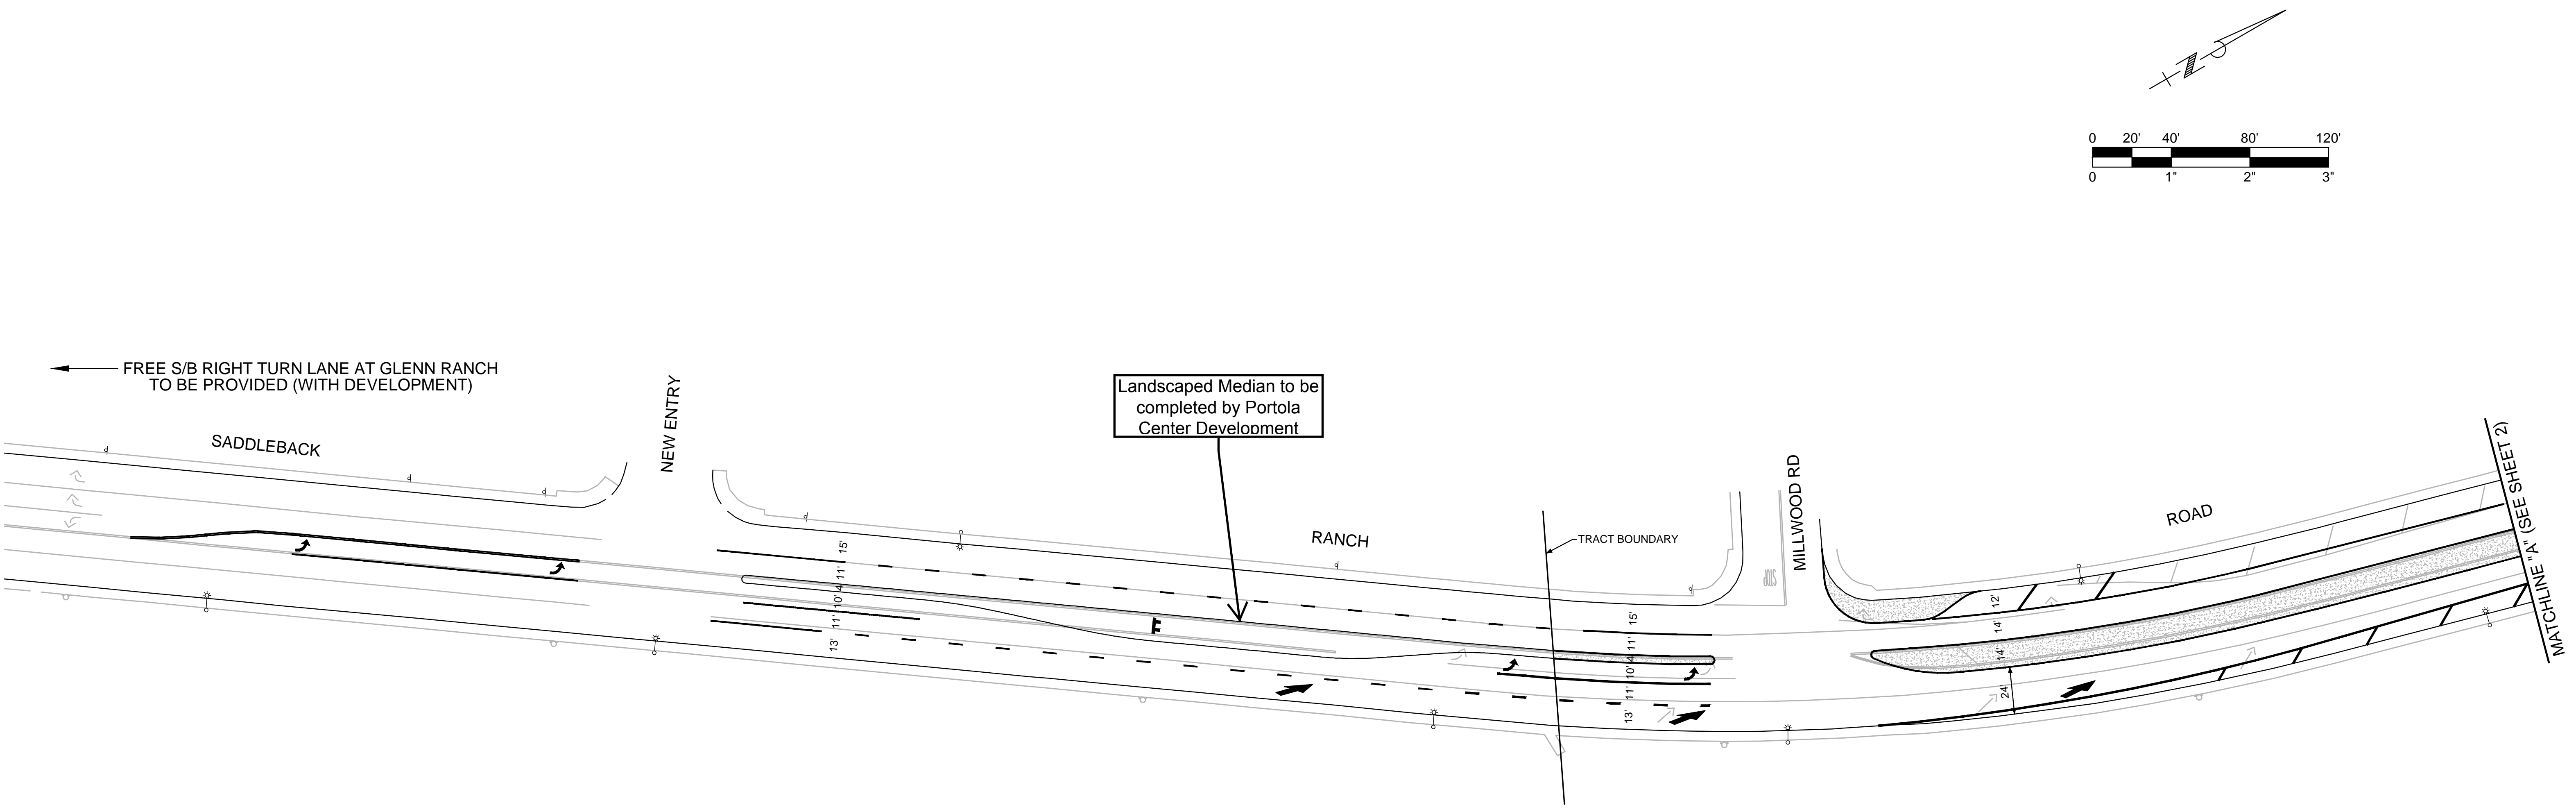 N
0 20' 40' 80' 120'
0 1" 2" 3"
FREE S/B RIGHT TURN LANE AT GLENN RANCH
TO BE PROVIDED (WITH DEVELOPMENT)
SADDLEBACK
NEW ENTRY
Landscaped Median to be
completed by Portola
Center Development
RANCH
TRACT BOUNDARY
MILLWOOD RD
STOP
ROAD
MATCHLINE "A" (SEE SHEET 2)
15'
11'
4'
10'
11'
13'
15'
11'
4'
10'
11'
13'
12'
14'
14'
24'